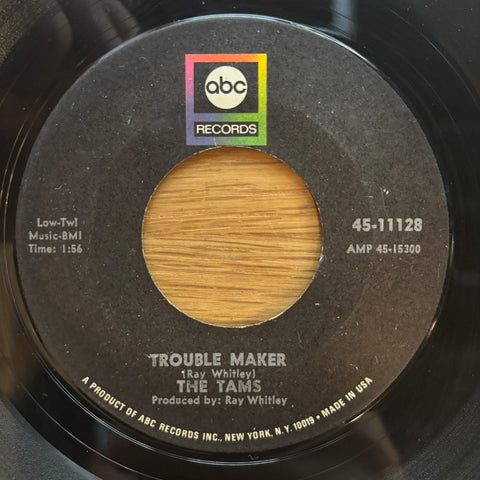 abc
RECORDS
Low-Twi
Music-BMI
Time: 1:56
45-11128
AMP 45-15300
TROUBLE MAKER
(Ray Whitley)
THE TAMS
Produced by: Ray Whitley
A PRODUCT OF ABC RECORDS INC., NEW YORK, N.Y. 10019 • MADE IN USA